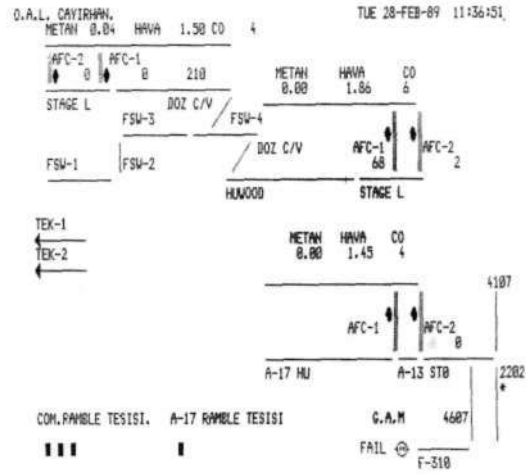 O.A.L. CAYIRHAN. TUE 28-FEB-89 11:36:51
METAN 0.04 HAVA 1.50 CO 4
AFC-2 AFC-1
0 0 210
METAN HAVA CO
0.00 1.86 6
STAGE L DOZ C/V
FSW-3 FSW-4
DOZ C/V AFC-1 AFC-2
68 2
FSW-1 FSW-2
HUWOOD STAGE L
TEK-1
TEK-2
METAN HAVA CO
0.00 1.45 4
4107
AFC-1 AFC-2
0
A-17 HU A-13 ST0 2202
*
COM.RAMBLE TESISI. A-17 RAMBLE TESISI G.A.M 4607
FAIL
F-310